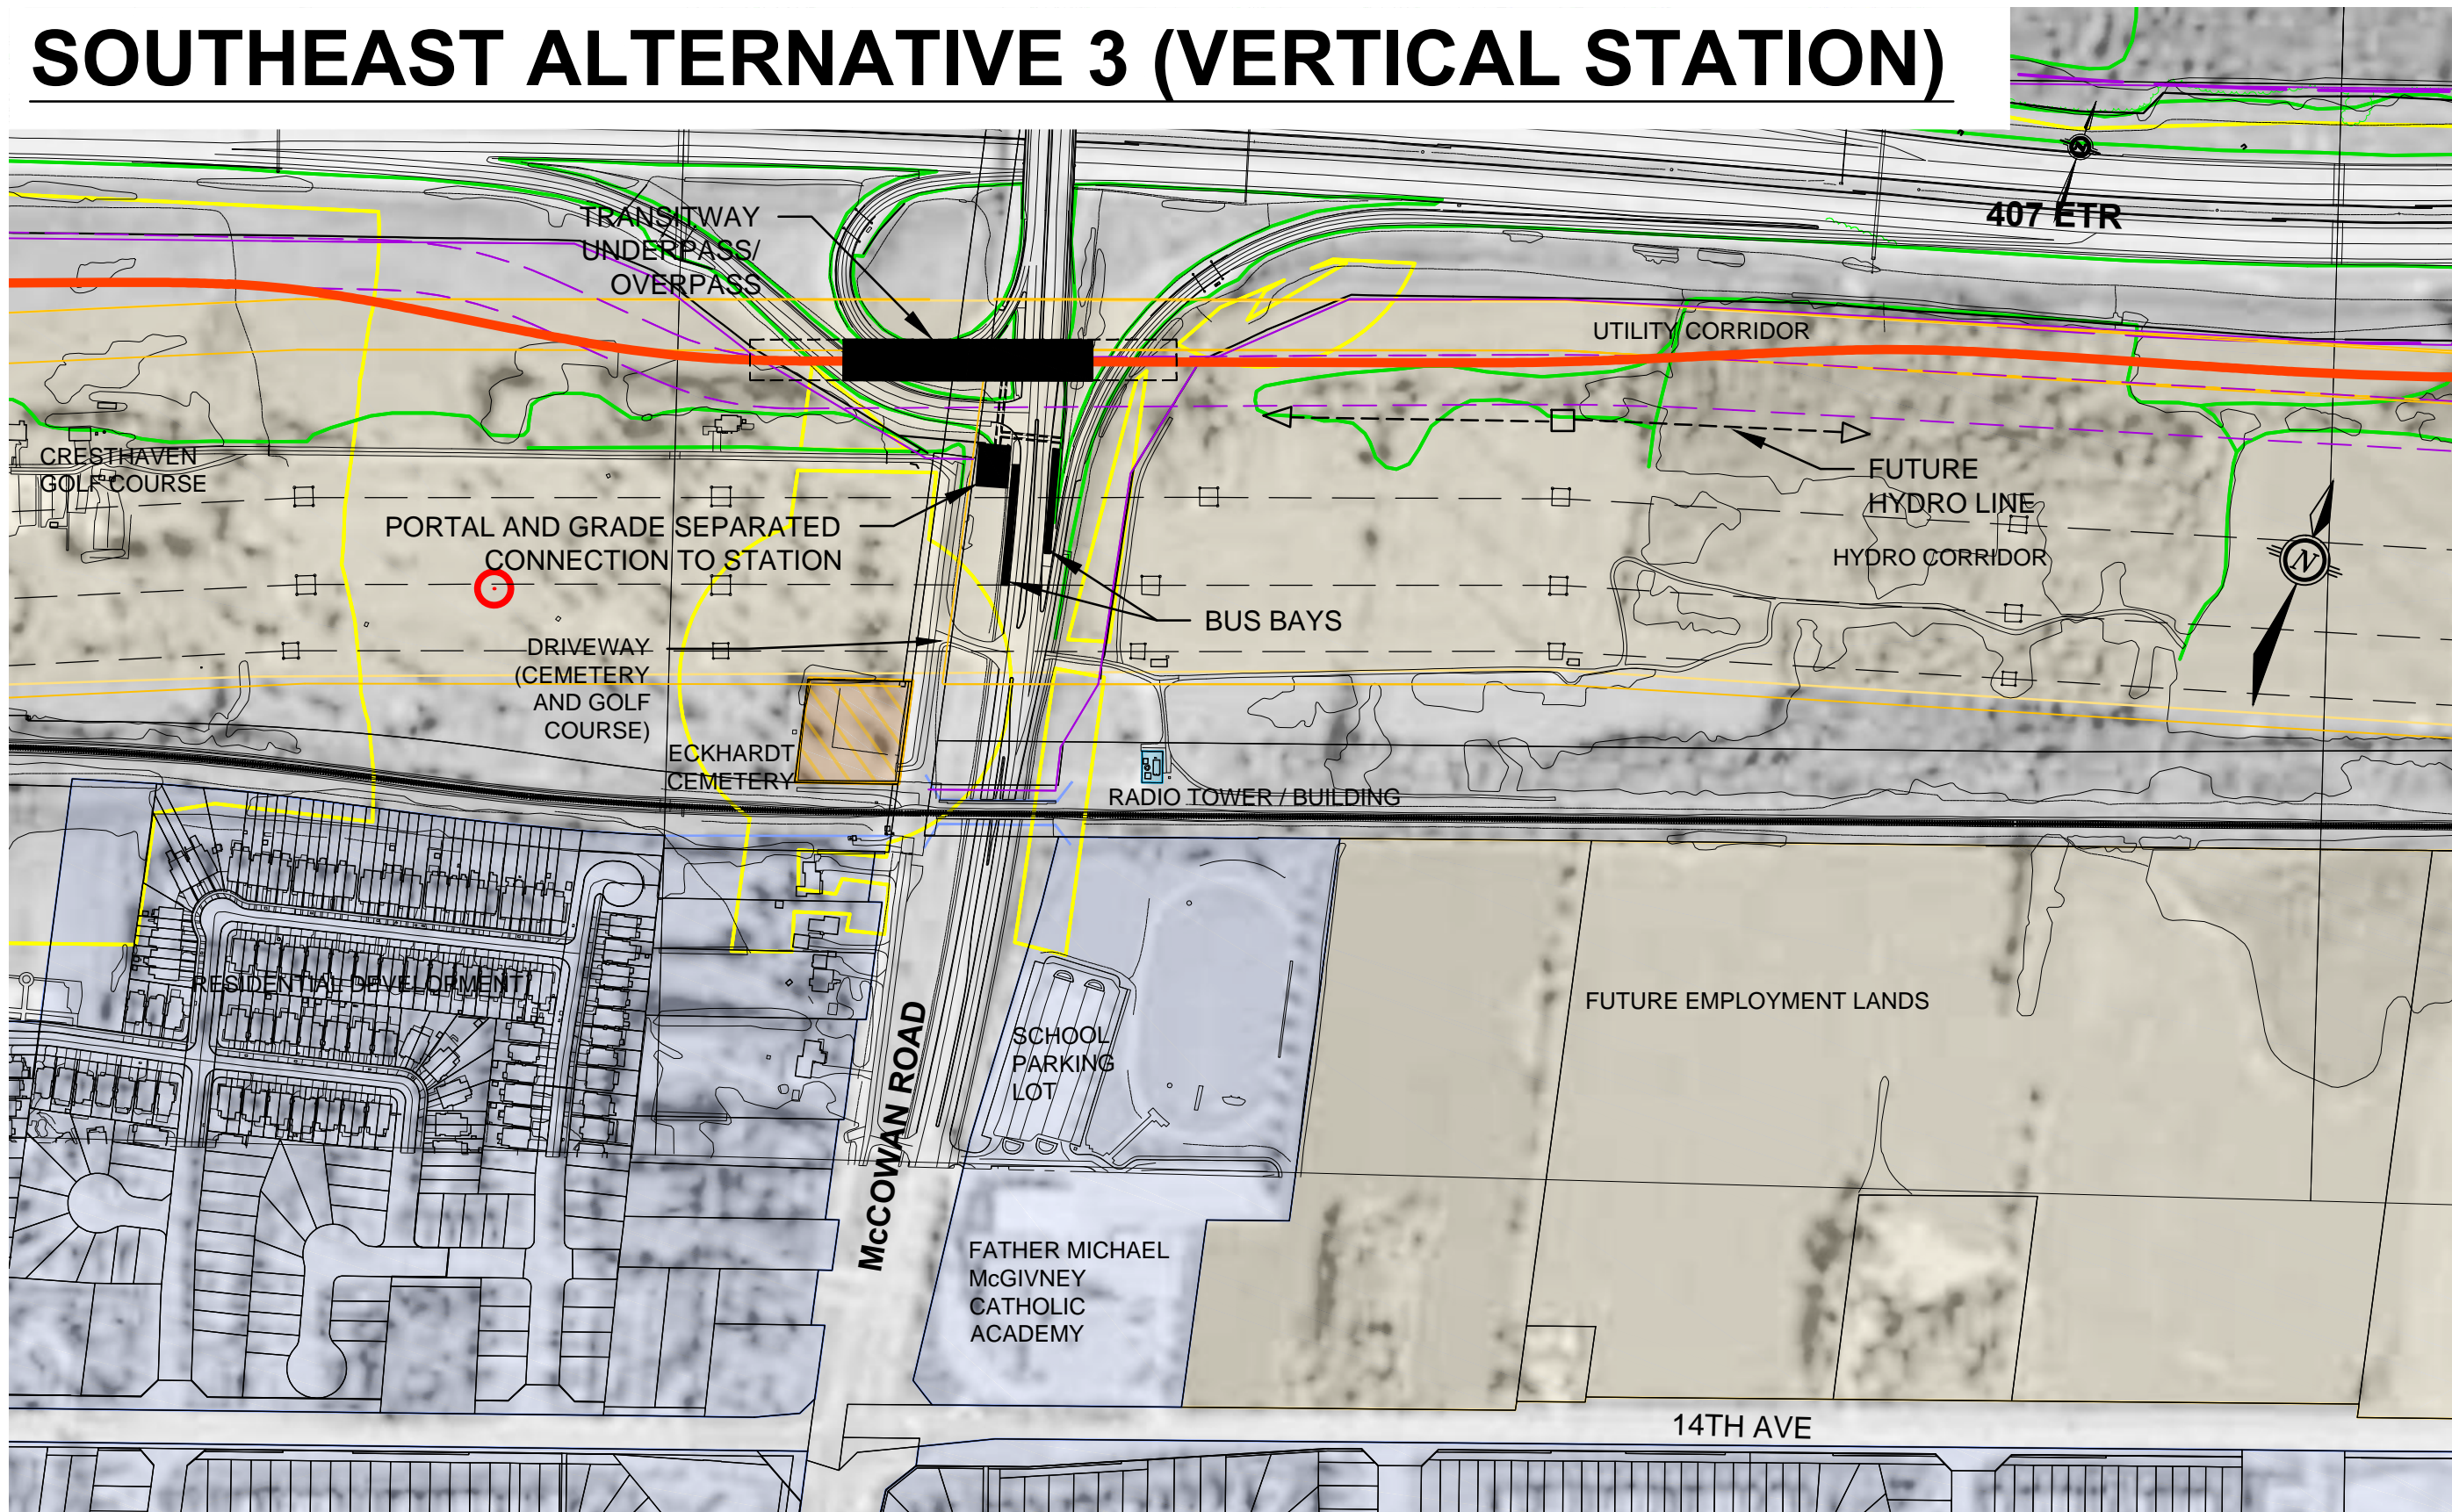 SOUTHEAST ALTERNATIVE 3 (VERTICAL STATION)
N
407 ETR
TRANSITWAY
UNDERPASS/
OVERPASS
UTILITY CORRIDOR
CRESTHAVEN
GOLF COURSE
FUTURE
HYDRO LINE
PORTAL AND GRADE SEPARATED
CONNECTION TO STATION
HYDRO CORRIDOR
N
BUS BAYS
DRIVEWAY
(CEMETERY
AND GOLF
COURSE)
ECKHARDT
CEMETERY
RADIO TOWER / BUILDING
RESIDENTIAL DEVELOPMENT
FUTURE EMPLOYMENT LANDS
SCHOOL
PARKING
LOT
McCOWAN ROAD
FATHER MICHAEL
McGIVNEY
CATHOLIC
ACADEMY
14TH AVE